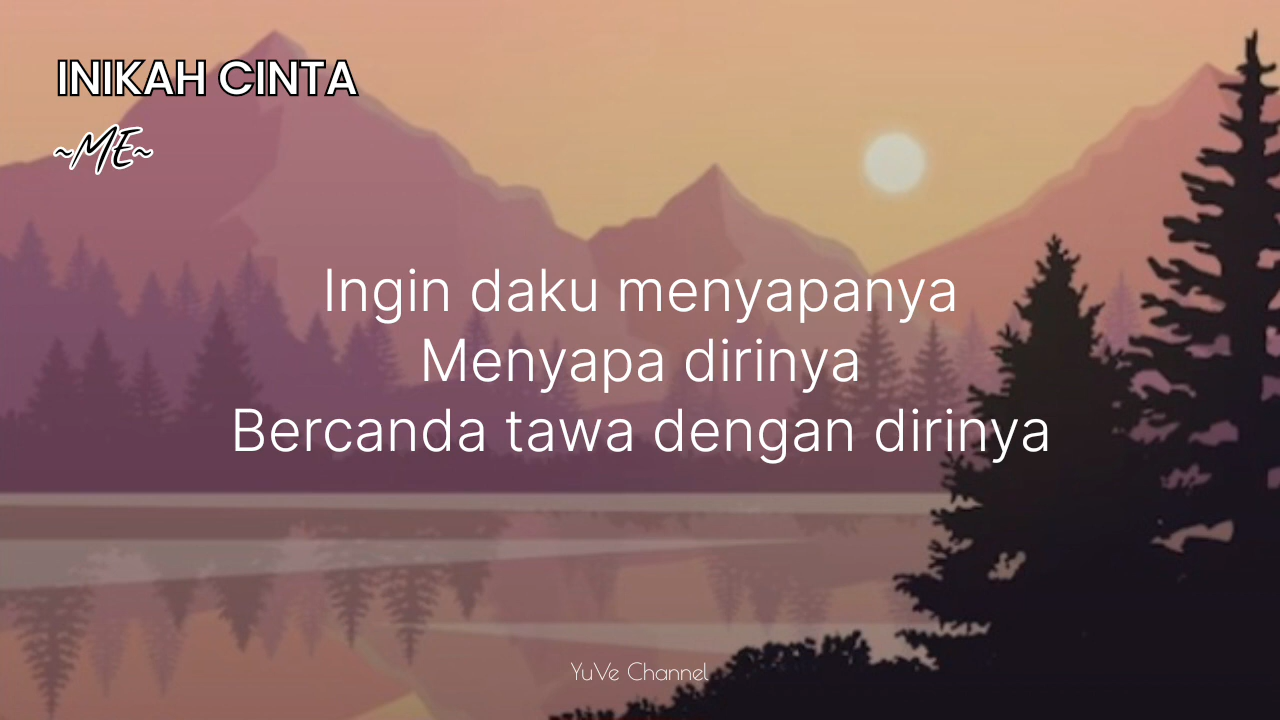 INIKAH CINTA
~ME~
Ingin daku menyapanya
Menyapa dirinya
Bercanda tawa dengan dirinya
YuVe Channel